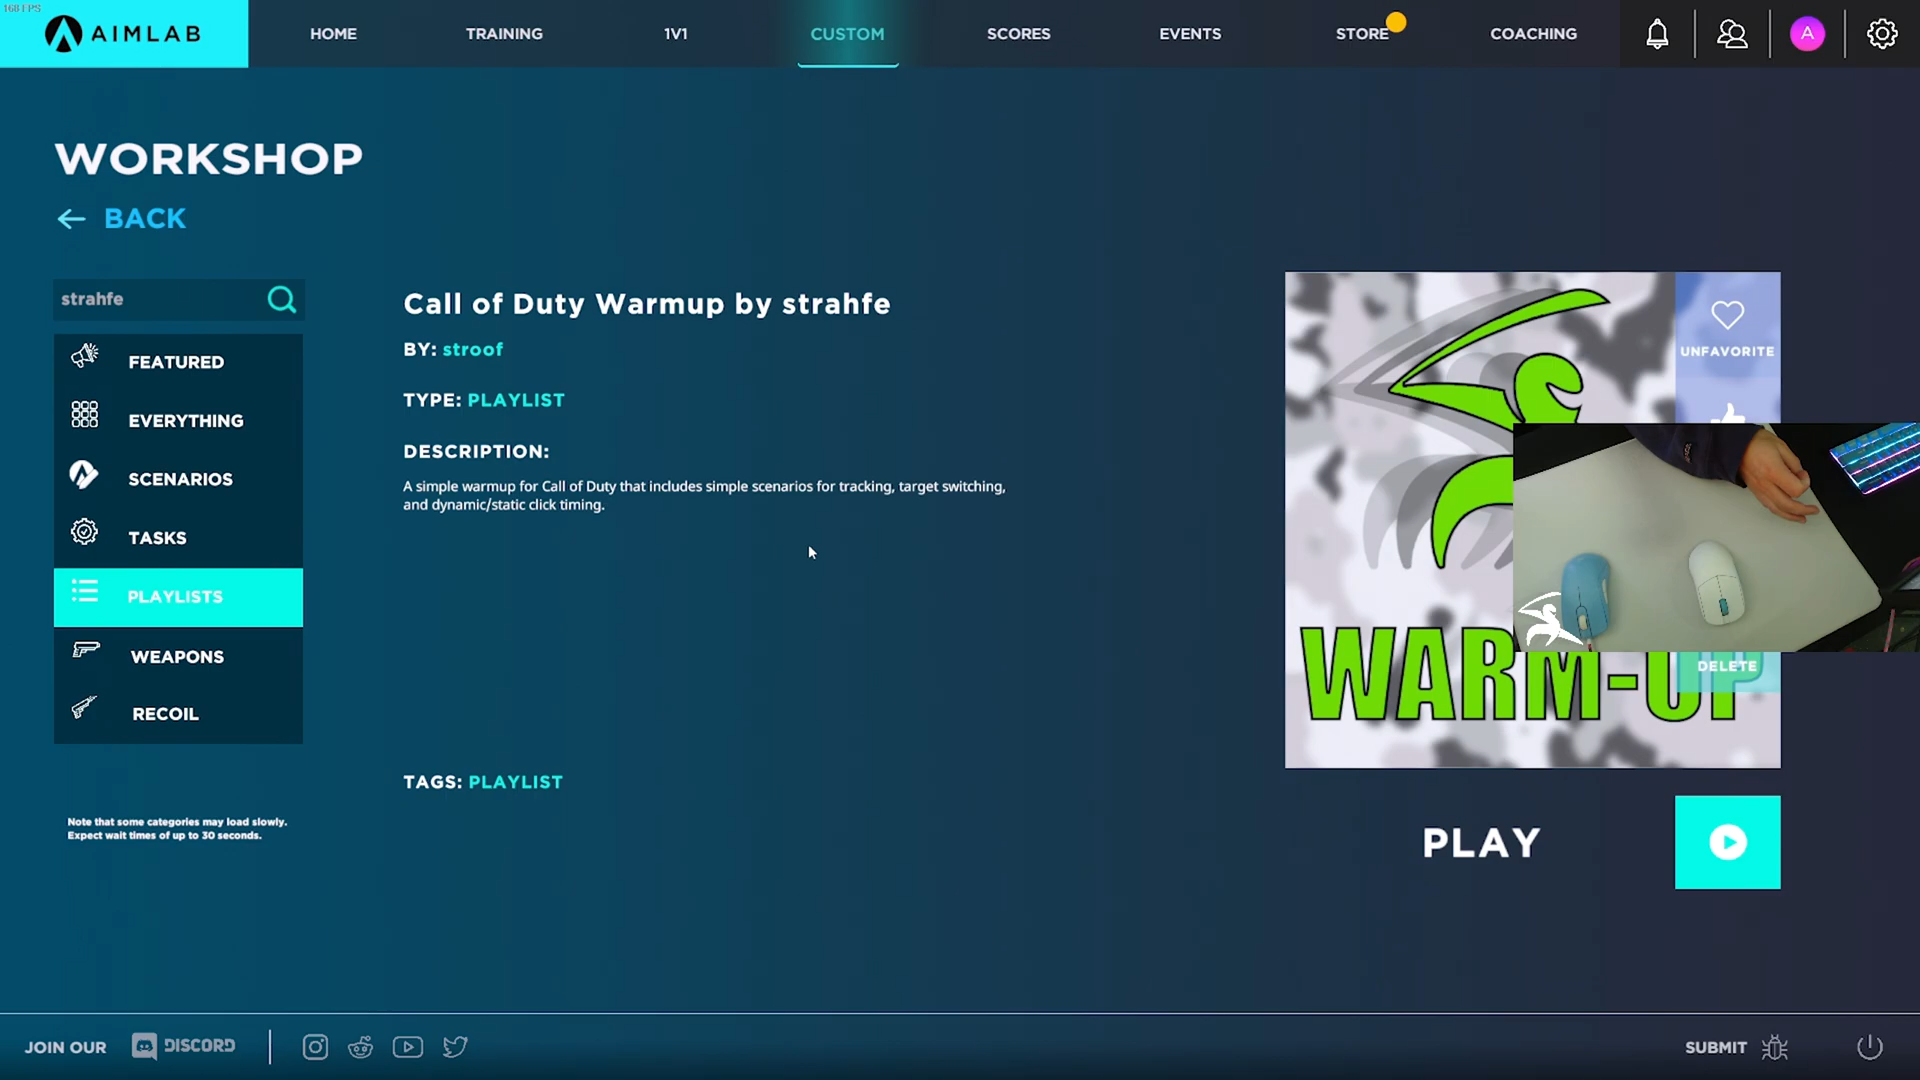 168 FPS
AIMLAB
HOME
TRAINING
1V1
CUSTOM
SCORES
EVENTS
STORE
COACHING
A
WORKSHOP
BACK
strahfe
FEATURED
EVERYTHING
SCENARIOS
TASKS
PLAYLISTS
WEAPONS
RECOIL
Note that some categories may load slowly.
Expect wait times of up to 30 seconds.
Call of Duty Warmup by strahfe
BY: stroof
TYPE: PLAYLIST
DESCRIPTION:
A simple warmup for Call of Duty that includes simple scenarios for tracking, target switching,
and dynamic/static click timing.
TAGS: PLAYLIST
UNFAVORITE
DELETE
WARM-UP
PLAY
JOIN OUR
DISCORD
SUBMIT